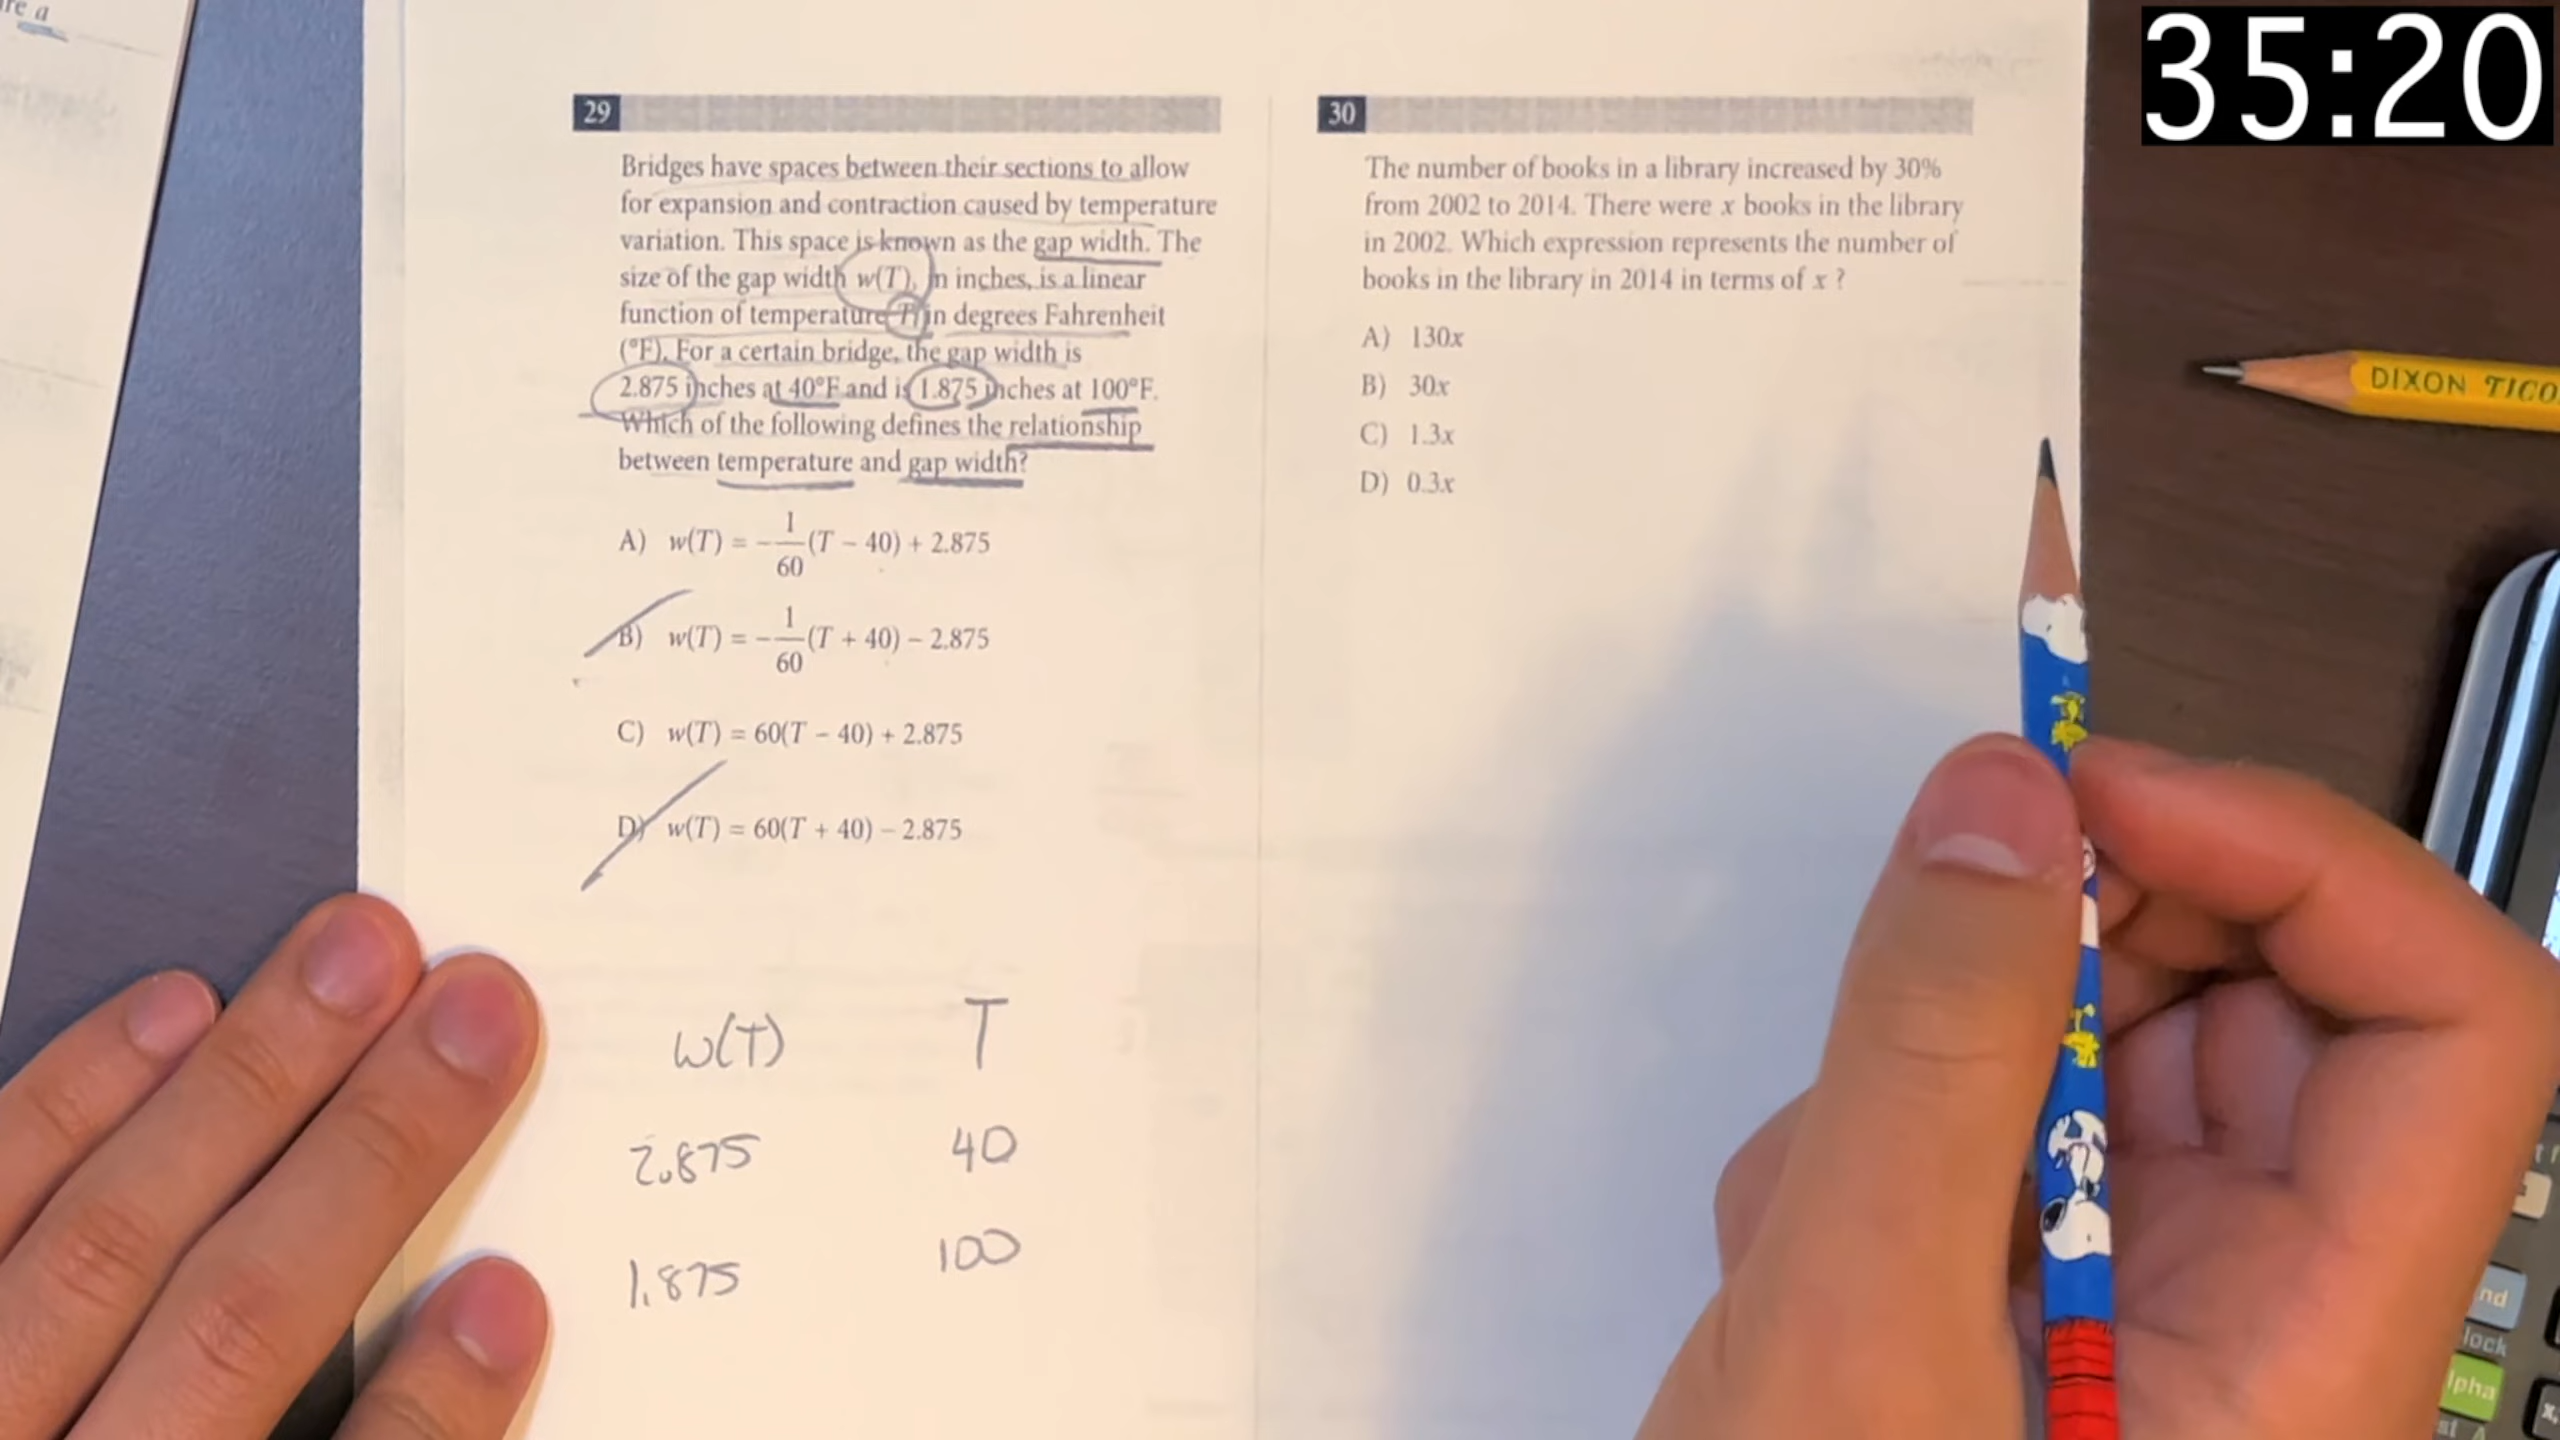 re a
35:20
29
Bridges have spaces between their sections to allow
for expansion and contraction caused by temperature
variation. This space is known as the gap width. The
size of the gap width w(T), in inches, is a linear
function of temperature T in degrees Fahrenheit
(°F). For a certain bridge, the gap width is
2.875 inches at 40°F and is 1.875 inches at 100°F.
Which of the following defines the relationship
between temperature and gap width?
A) w(T) = -1/60(T - 40) + 2.875
B) w(T) = -1/60(T + 40) - 2.875
C) w(T) = 60(T - 40) + 2.875
D) w(T) = 60(T + 40) - 2.875
w(T) T
2.875 40
1.875 100
30
The number of books in a library increased by 30%
from 2002 to 2014. There were x books in the library
in 2002. Which expression represents the number of
books in the library in 2014 in terms of x ?
A) 130x
B) 30x
C) 1.3x
D) 0.3x
DIXON TICO
nd
lock
lpha